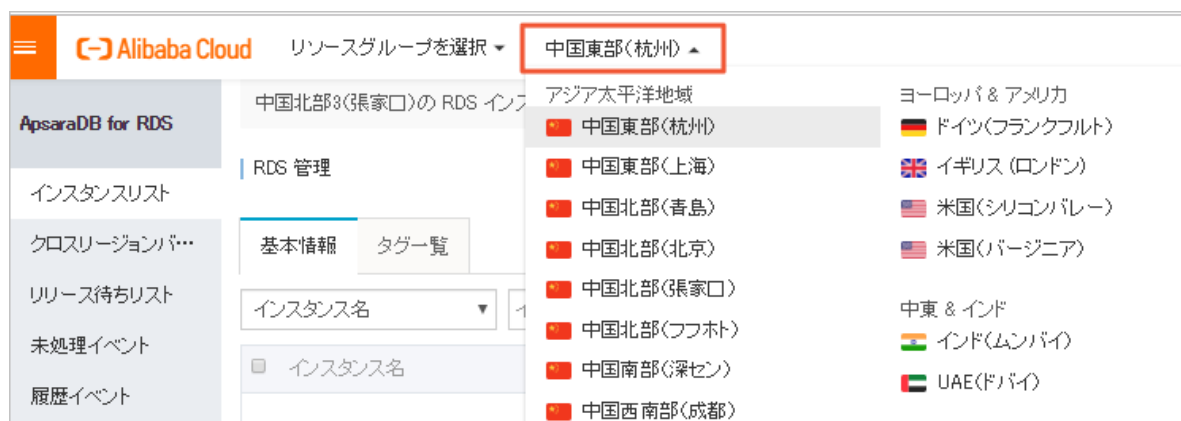 Alibaba Cloud リソースグループを選択 中国東部(杭州)
ApsaraDB for RDS
インスタンスリスト
クロスリージョンバ…
リリース待ちリスト
未処理イベント
履歴イベント
中国北部3(張家口)の RDS インス
RDS 管理
基本情報 タグ一覧
インスタンス名
インスタンス名
アジア太平洋地域
中国東部(杭州)
中国東部(上海)
中国北部(青島)
中国北部(北京)
中国北部(張家口)
中国北部(フフホト)
中国南部(深セン)
中国西南部(成都)
ヨーロッパ & アメリカ
ドイツ(フランクフルト)
イギリス (ロンドン)
米国(シリコンバレー)
米国(バージニア)
中東 & インド
インド(ムンバイ)
UAE(ドバイ)